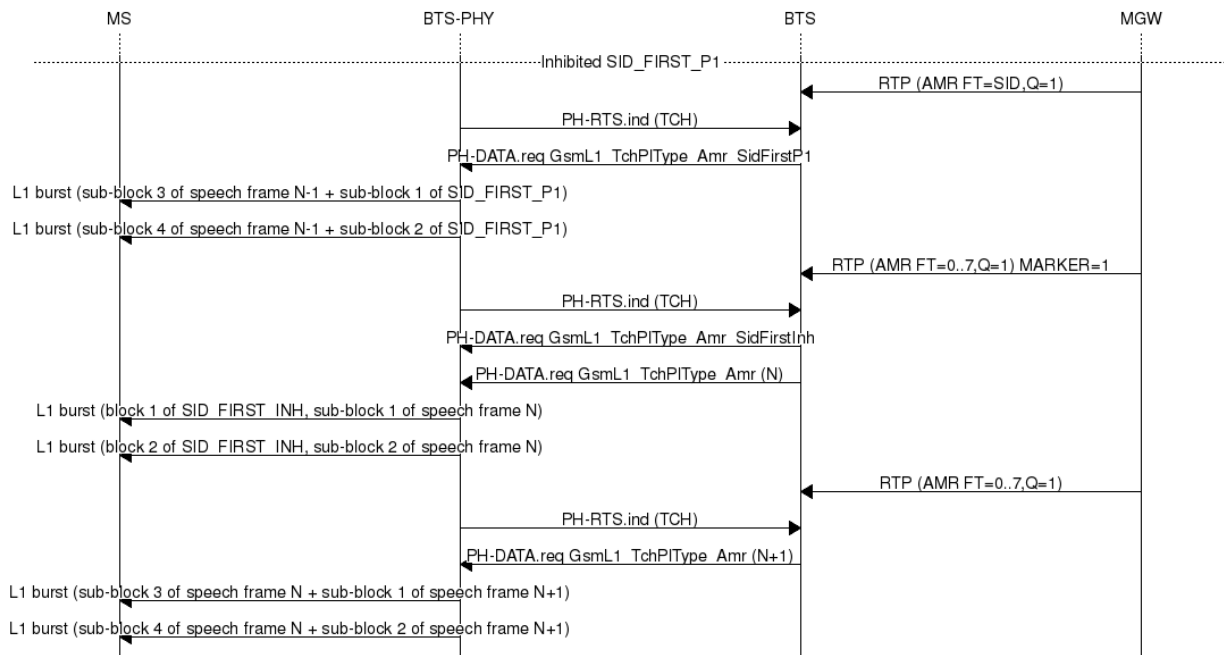 MS BTS-PHY BTS MGW
Inhibited SID_FIRST_P1
RTP (AMR FT=SID,Q=1)
PH-RTS.ind (TCH)
PH-DATA.req GsmL1_TchPlType_Amr_SidFirstP1
L1 burst (sub-block 3 of speech frame N-1 + sub-block 1 of SID_FIRST_P1)
L1 burst (sub-block 4 of speech frame N-1 + sub-block 2 of SID_FIRST_P1)
RTP (AMR FT=0..7,Q=1) MARKER=1
PH-RTS.ind (TCH)
PH-DATA.req GsmL1_TchPlType_Amr_SidFirstInh
PH-DATA.req GsmL1_TchPlType_Amr (N)
L1 burst (block 1 of SID_FIRST_INH, sub-block 1 of speech frame N)
L1 burst (block 2 of SID_FIRST_INH, sub-block 2 of speech frame N)
RTP (AMR FT=0..7,Q=1)
PH-RTS.ind (TCH)
PH-DATA.req GsmL1_TchPlType_Amr (N+1)
L1 burst (sub-block 3 of speech frame N + sub-block 1 of speech frame N+1)
L1 burst (sub-block 4 of speech frame N + sub-block 2 of speech frame N+1)